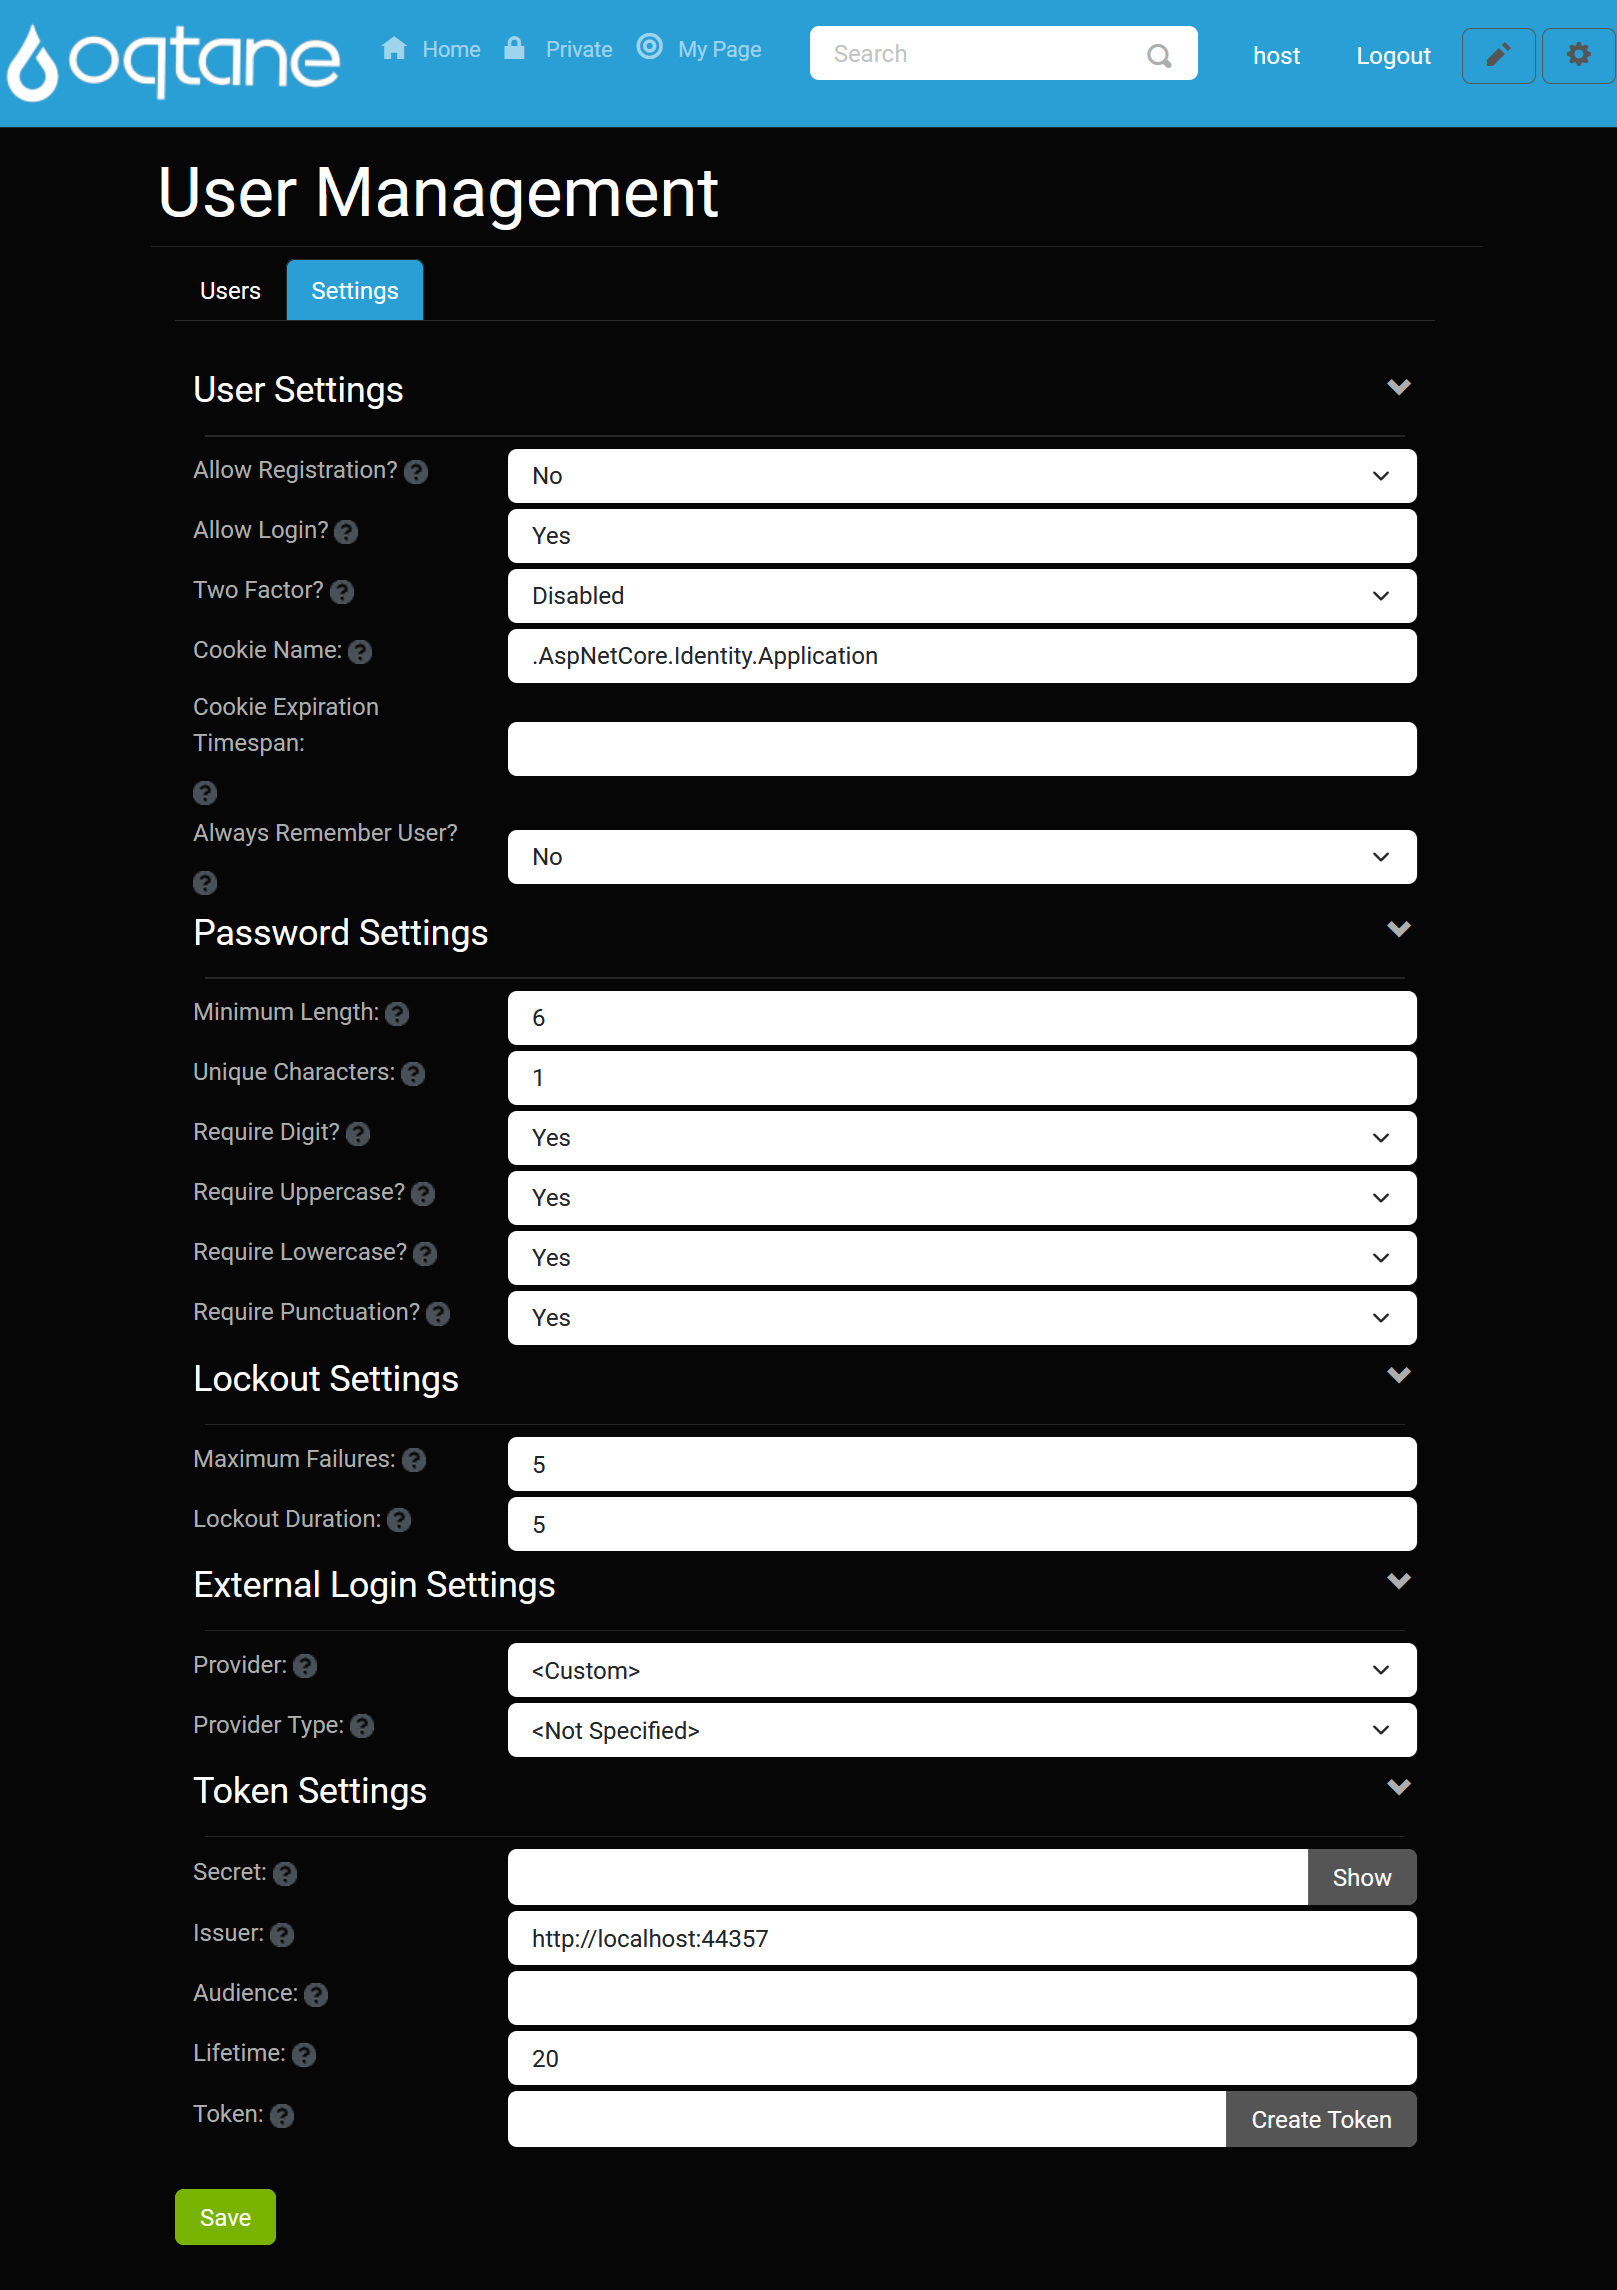 oqtane
Home
Private
My Page
Search
host
Logout
User Management
Users
Settings
User Settings
Allow Registration?
No
Allow Login?
Yes
Two Factor?
Disabled
Cookie Name:
.AspNetCore.Identity.Application
Cookie Expiration
Timespan:
Always Remember User?
No
Password Settings
Minimum Length:
6
Unique Characters:
1
Require Digit?
Yes
Require Uppercase?
Yes
Require Lowercase?
Yes
Require Punctuation?
Yes
Lockout Settings
Maximum Failures:
5
Lockout Duration:
5
External Login Settings
Provider:
<Custom>
Provider Type:
<Not Specified>
Token Settings
Secret:
Show
Issuer:
http://localhost:44357
Audience:
Lifetime:
20
Token:
Create Token
Save